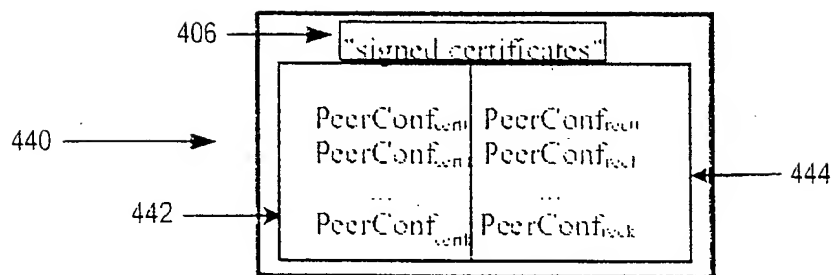 406
"signed certificates"
PeerConf PeerConf
440
PeerConf PeerConf
444
... ...
442
PeerConf PeerConf